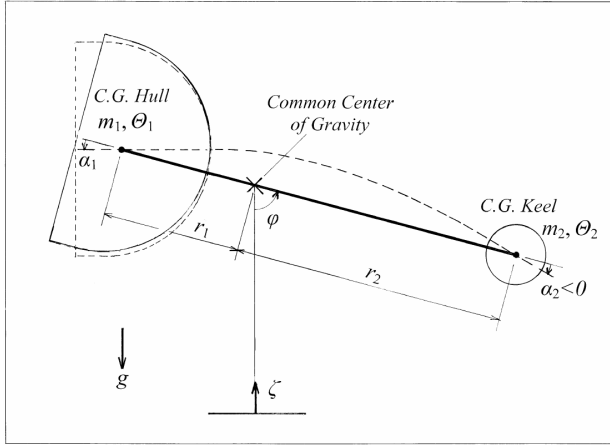 C.G. Hull
m₁, Θ₁
Common Center
of Gravity
α₁
C.G. Keel
m₂, Θ₂
φ
r₁
r₂
α₂<0
g
ζ